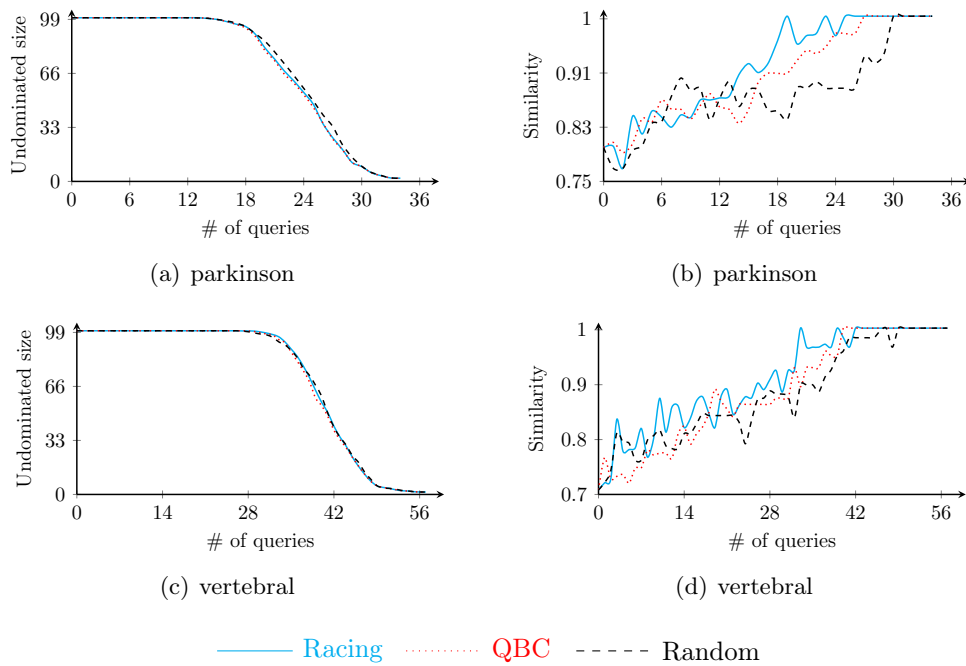 Undominated size
99
66
33
0
0 6 12 18 24 30 36
# of queries
(a) parkinson
Similarity
1
0.91
0.83
0.75
0 6 12 18 24 30 36
# of queries
(b) parkinson
Undominated size
99
66
33
0
0 14 28 42 56
# of queries
(c) vertebral
Similarity
1
0.9
0.8
0.7
0 14 28 42 56
# of queries
(d) vertebral
Racing QBC Random